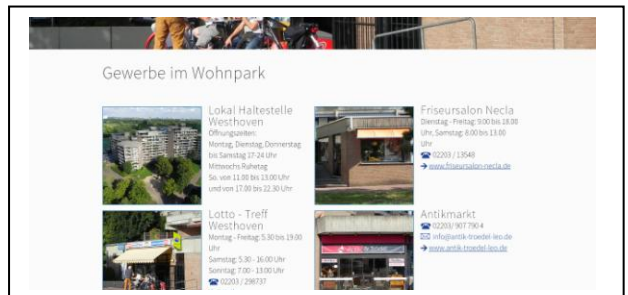 Gewerbe im Wohnpark
Lokal Haltestelle
Westhoven
Öffnungszeiten:
Montag, Dienstag, Donnerstag
bis Samstag 17-24 Uhr
Mittwochs Ruhetag
So. von 11.00 bis 13.00 Uhr
und von 17.00 bis 22.30 Uhr
Friseursalon Necla
Dienstag - Freitag: 9.00 bis 18.00
Uhr, Samstag: 8.00 bis 13.00
Uhr
02203 / 13548
www.friseursalon-necla.de
Lotto - Treff
Westhoven
Montag - Freitag: 5.30 bis 19.00
Uhr
Samstag: 5.30 - 16.00 Uhr
Sonntag: 7.00 - 13.00 Uhr
02203 / 298737
Antikmarkt
02203/ 907 790 4
info@antik-troedel-leo.de
www.antik-troedel-leo.de